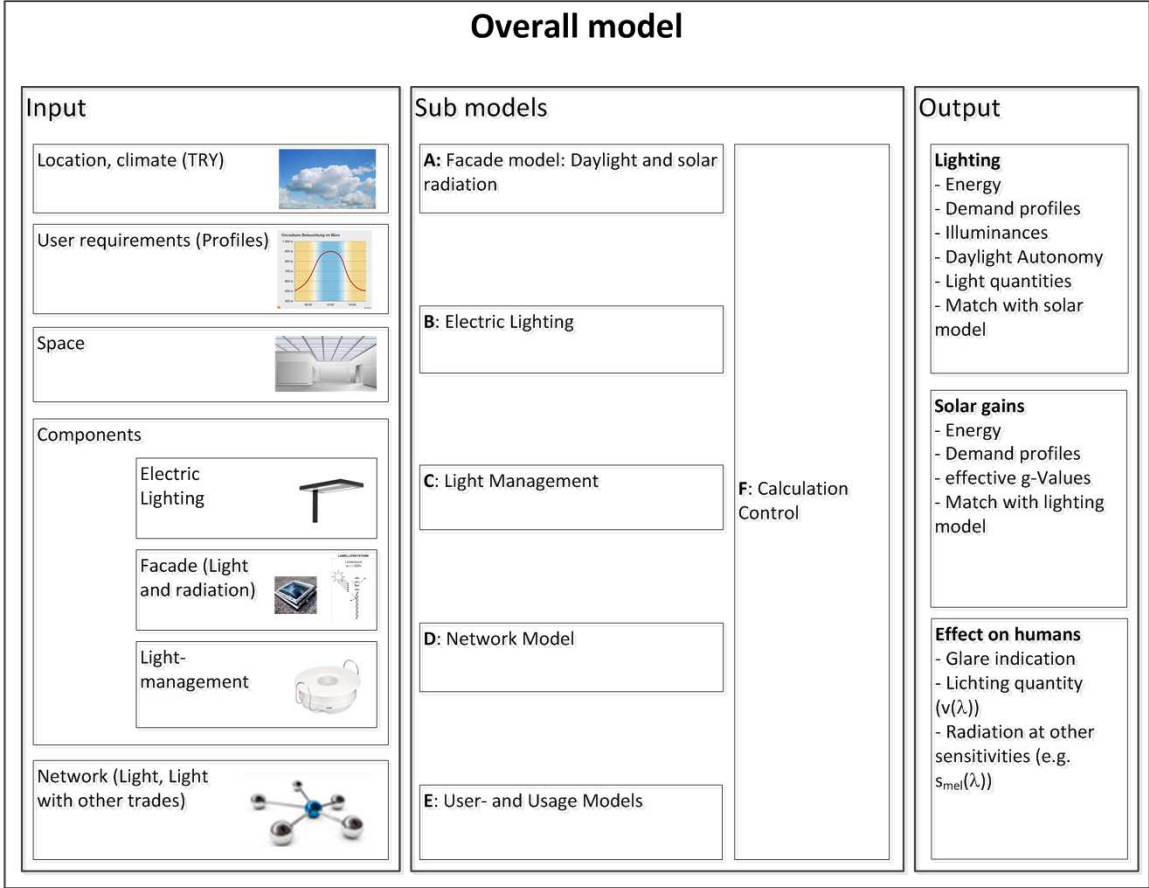 Overall model
Input
Location, climate (TRY)
User requirements (Profiles)
Space
Components
Electric
Lighting
Facade (Light
and radiation)
Light-
management
Network (Light, Light
with other trades)
Sub models
A: Facade model: Daylight and solar
radiation
B: Electric Lighting
C: Light Management
D: Network Model
E: User- and Usage Models
F: Calculation
Control
Output
Lighting
- Energy
- Demand profiles
- Illuminances
- Daylight Autonomy
- Light quantities
- Match with solar
model
Solar gains
- Energy
- Demand profiles
- effective g-Values
- Match with lighting
model
Effect on humans
- Glare indication
- Lichting quantity
(v(λ))
- Radiation at other
sensitivities (e.g.
smel(λ))